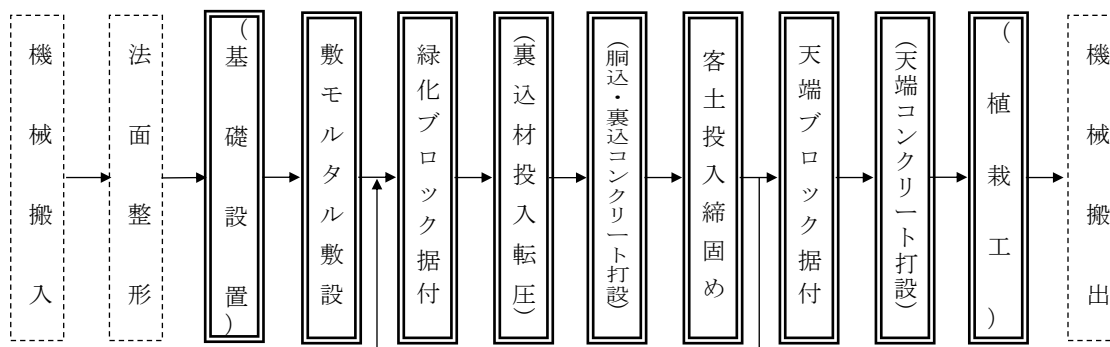 機械搬入
法面整形
(基礎設置)
敷モルタル敷設
緑化ブロック据付
(裏込材投入転圧)
(胴込・裏込コンクリート打設)
客土投入締固め
天端ブロック据付
(天端コンクリート打設)
(植栽工)
機械搬出